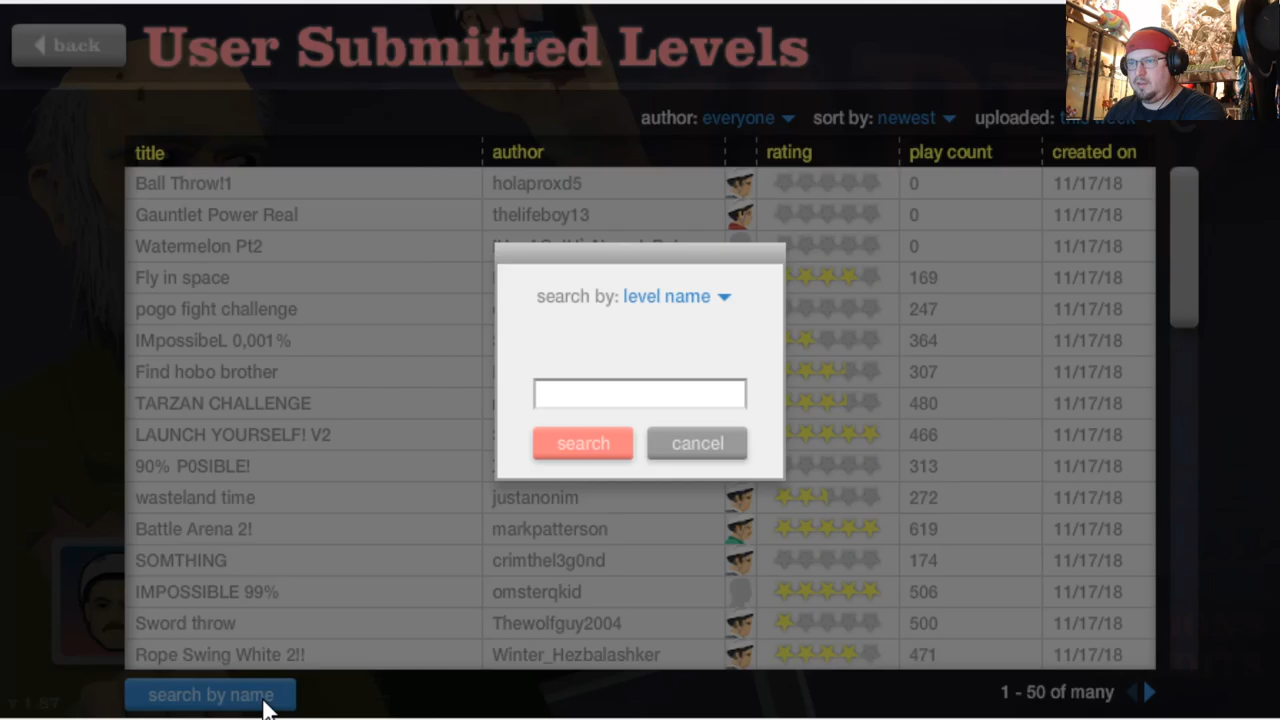 back
User Submitted Levels
author: everyone sort by: newest uploaded: this week
title author rating play count created on
Ball Throw!1 holaproxd5 0 11/17/18
Gauntlet Power Real thelifeboy13 0 11/17/18
Watermelon Pt2 0 11/17/18
Fly in space 169 11/17/18
pogo fight challenge 247 11/17/18
IMpossibeL 0,001% 364 11/17/18
Find hobo brother 307 11/17/18
TARZAN CHALLENGE 480 11/17/18
LAUNCH YOURSELF! V2 466 11/17/18
90% P0SIBLE! 313 11/17/18
wasteland time justanonim 272 11/17/18
Battle Arena 2! markpatterson 619 11/17/18
SOMTHING crimthel3g0nd 174 11/17/18
IMPOSSIBLE 99% omsterqkid 506 11/17/18
Sword throw Thewolfguy2004 500 11/17/18
Rope Swing White 2!! Winter_Hezbalashker 471 11/17/18
search by: level name
search cancel
search by name
1 - 50 of many